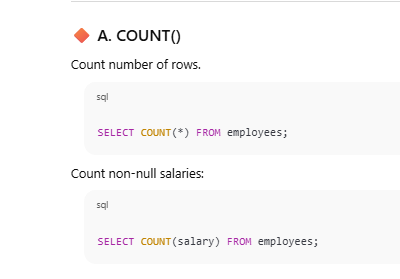 A. COUNT()
Count number of rows.
sql
SELECT COUNT(*) FROM employees;
Count non-null salaries:
sql
SELECT COUNT(salary) FROM employees;